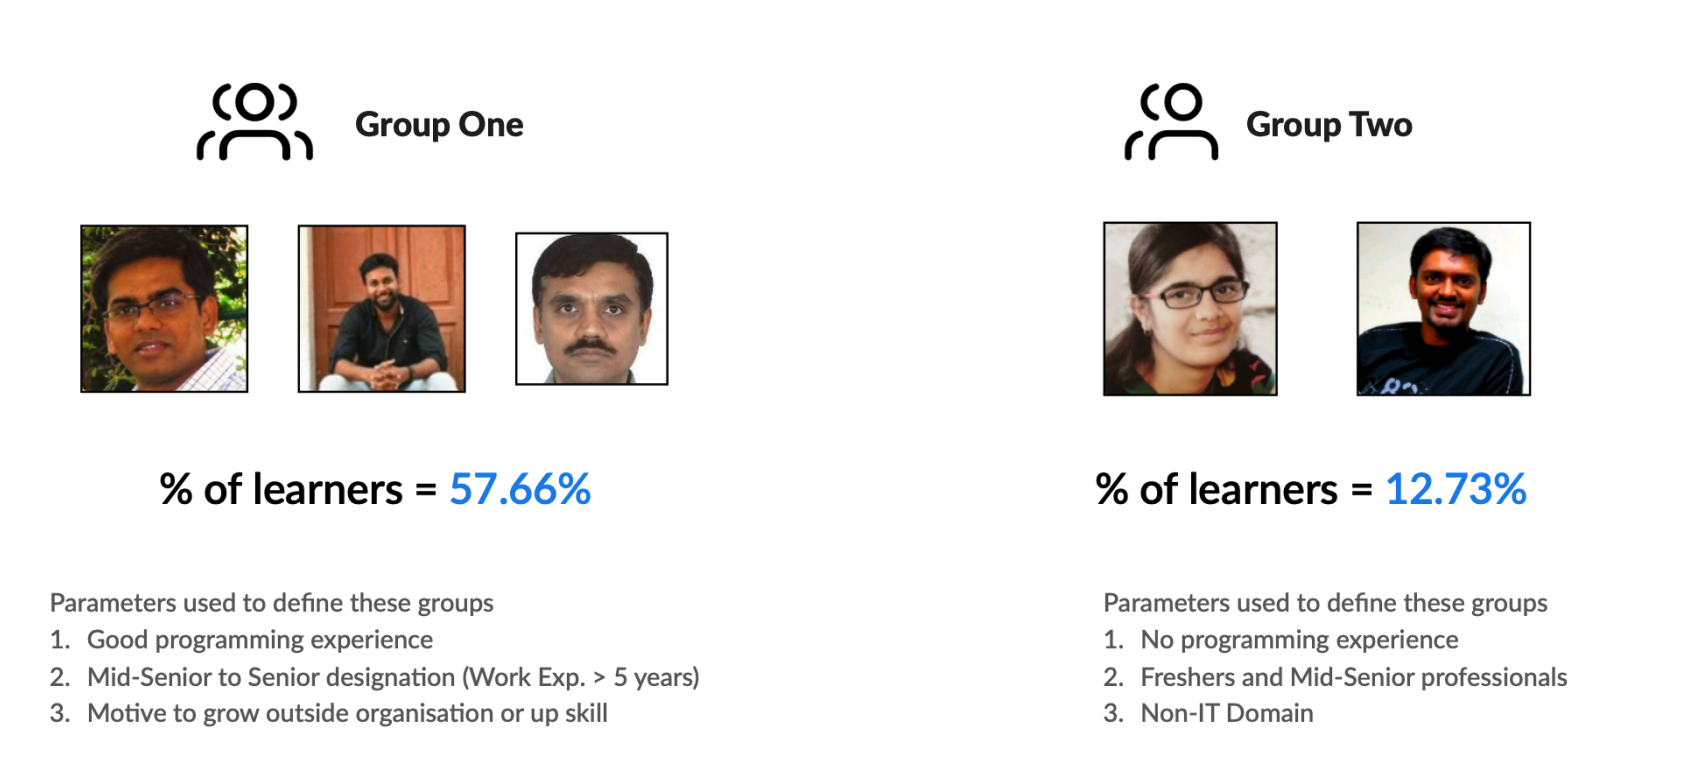 Group One
Group Two
% of learners = 57.66%
% of learners = 12.73%
Parameters used to define these groups
1. Good programming experience
2. Mid-Senior to Senior designation (Work Exp. > 5 years)
3. Motive to grow outside organisation or up skill
Parameters used to define these groups
1. No programming experience
2. Freshers and Mid-Senior professionals
3. Non-IT Domain